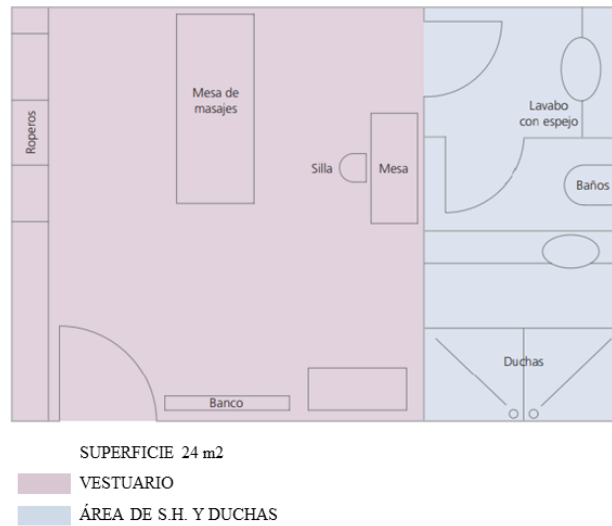 Mesa de
masajes
Roperos
Silla
Mesa
Lavabo
con espejo
Baños
Duchas
Banco
SUPERFICIE 24 m2
VESTUARIO
ÁREA DE S.H. Y DUCHAS